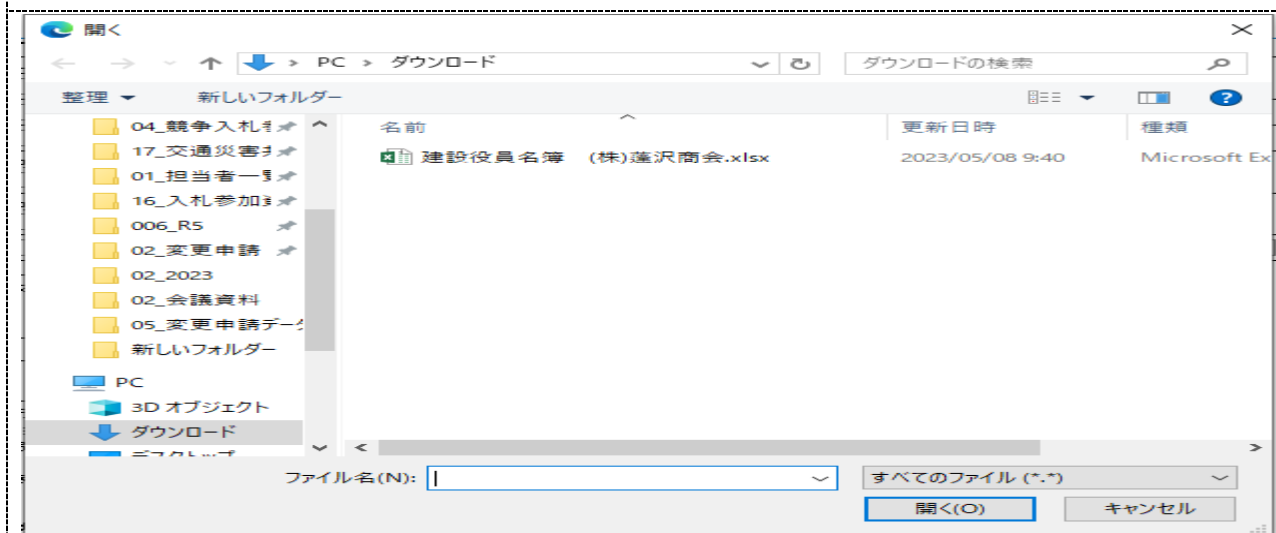 開く
PC > ダウンロード
ダウンロードの検索
整理 新しいフォルダー
名前 更新日時 種類
建設役員名簿 (株)蓬沢商会.xlsx 2023/05/08 9:40 Microsoft Ex
04_競争入札
17_交通災害
01_担当者一
16_入札参加
006_R5
02_変更申請
02_2023
02_会議資料
05_変更申請デー
新しいフォルダー
PC
3D オブジェクト
ダウンロード
デスクトップ
ファイル名(N):
すべてのファイル (*.*)
開く(O) キャンセル